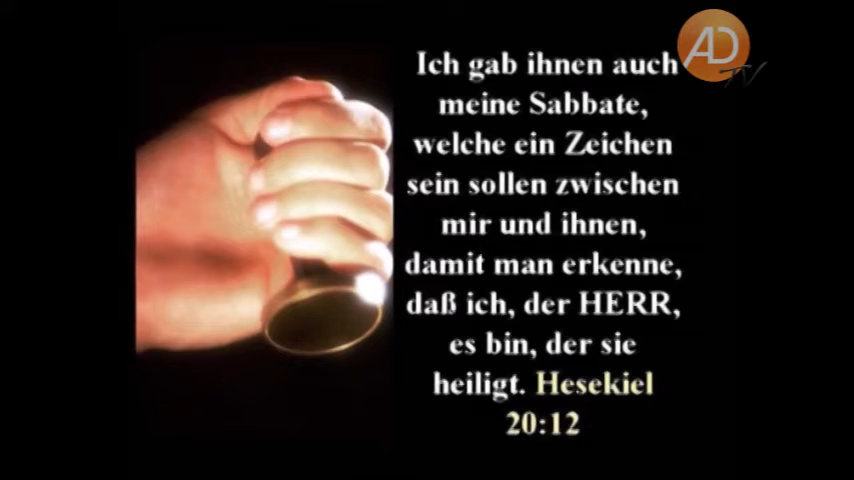 AD
TV
Ich gab ihnen auch
meine Sabbate,
welche ein Zeichen
sein sollen zwischen
mir und ihnen,
damit man erkenne,
daß ich, der HERR,
es bin, der sie
heiligt. Hesekiel
20:12